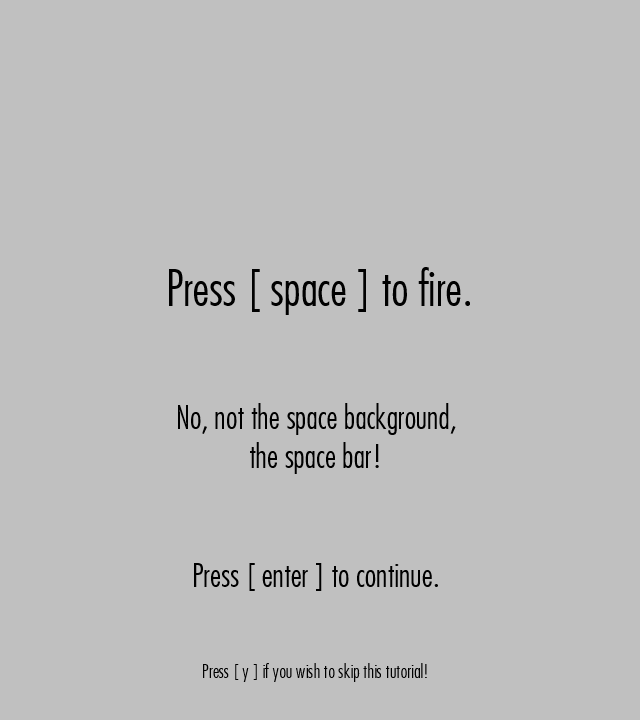 Press [ space ] to fire.
No, not the space background,
the space bar!
Press [ enter ] to continue.
Press [ y ] if you wish to skip this tutorial!